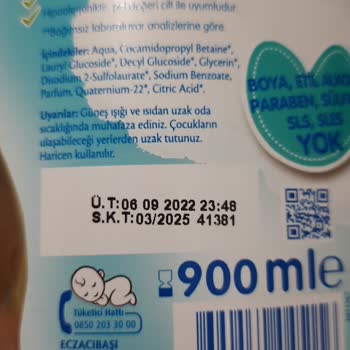 Hipoalerjeniktir, pH değeri cilt ile uyumludur.
**Bağımsız laboratuvar analizlerine göre.
İçindekiler: Aqua, Cocamidopropyl Betaine*,
Lauryl Glucoside*, Decyl Glucoside*, Glycerin*,
Disodium 2-Sulfolaurate*, Sodium Benzoate,
Parfum, Quaternium-22*, Citric Acid*.
Uyarılar: Güneş ışığı ve ısıdan uzak oda
sıcaklığında muhafaza ediniz. Çocukların
ulaşabileceği yerlerden uzak tutunuz.
Haricen kullanılır.
BOYA, ETİL ALKO
PARABEN, SÜLF
SLS, SLES
YOK
Ü.T:06 09 2022 23:48
S.K.T:03/2025 41381
900 ml e
Tüketici Hattı
0850 203 30 00
ECZACIBAŞI